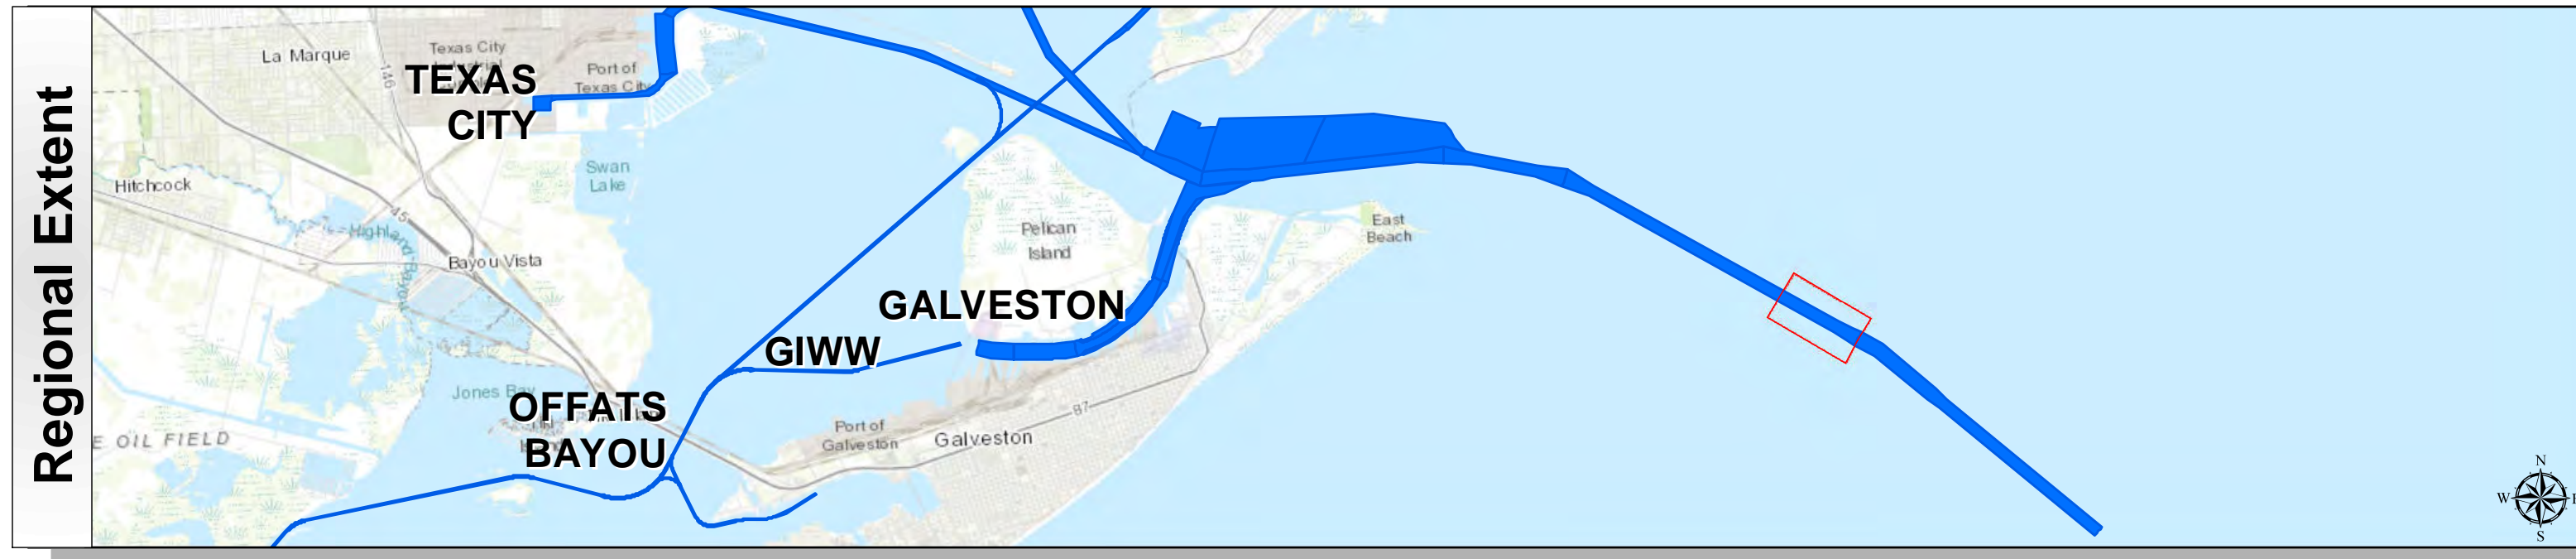 Regional Extent
La Marque
146
Texas City
Industrial
TEXAS
CITY
Port of
Texas City
Swan
Lake
Hitchcock
45
Highland Bayou
Bayou Vista
Pelican
Island
East
Beach
GALVESTON
GIWW
Jones Bay
OFFATS
BAYOU
E OIL FIELD
Port of
Galveston
Galveston
87
N
W
S